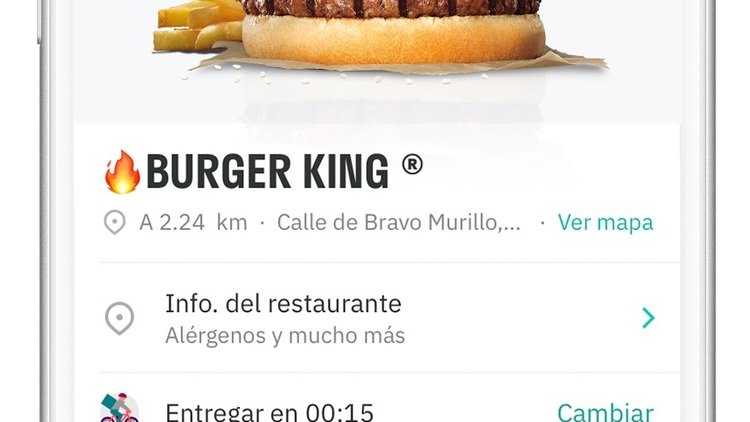 🔥BURGER KING ®
A 2.24 km · Calle de Bravo Murillo,... · Ver mapa
Info. del restaurante
Alérgenos y mucho más
Entregar en 00:15 Cambiar